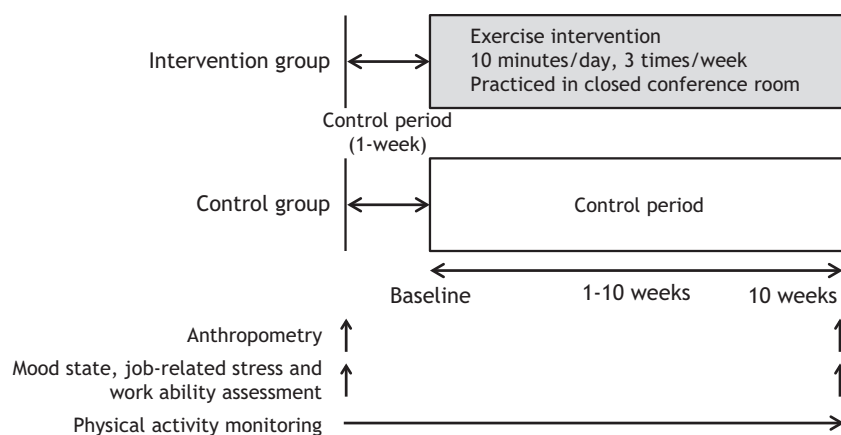 Intervention group
Exercise intervention
10 minutes/day, 3 times/week
Practiced in closed conference room
Control period
(1-week)
Control group
Control period
Baseline
1-10 weeks
10 weeks
Anthropometry
Mood state, job-related stress and
work ability assessment
Physical activity monitoring